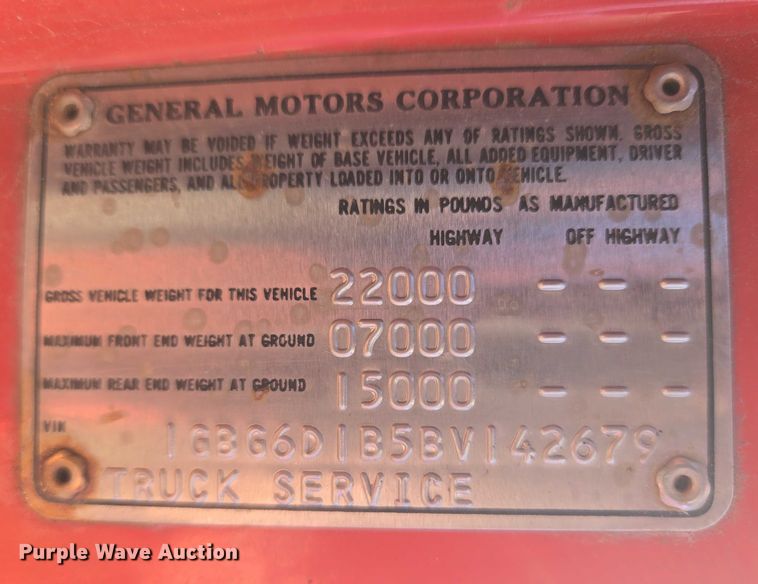 GENERAL MOTORS CORPORATION
WARRANTY MAY BE VOIDED IF WEIGHT EXCEEDS ANY OF RATINGS SHOWN. GROSS
VEHICLE WEIGHT INCLUDES WEIGHT OF BASE VEHICLE, ALL ADDED EQUIPMENT, DRIVER
AND PASSENGERS, AND ALL PROPERTY LOADED INTO OR ONTO VEHICLE.
RATINGS IN POUNDS AS MANUFACTURED
HIGHWAY OFF HIGHWAY
GROSS VEHICLE WEIGHT FOR THIS VEHICLE 22000 - - -
MAXIMUM FRONT END WEIGHT AT GROUND 07000 - - -
MAXIMUM REAR END WEIGHT AT GROUND 15000 - - -
VIN 1GBG6D1B5BV142679
TRUCK SERVICE
Purple Wave Auction